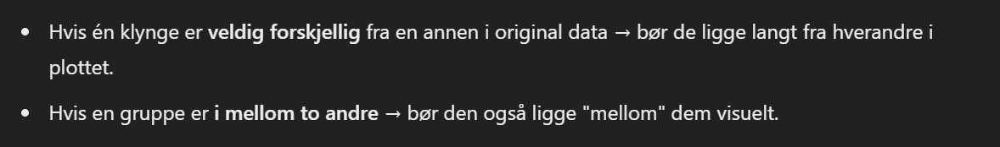 • Hvis én klynge er veldig forskjellig fra en annen i original data → bør de ligge langt fra hverandre i
plottet.
• Hvis en gruppe er i mellom to andre → bør den også ligge "mellom" dem visuelt.